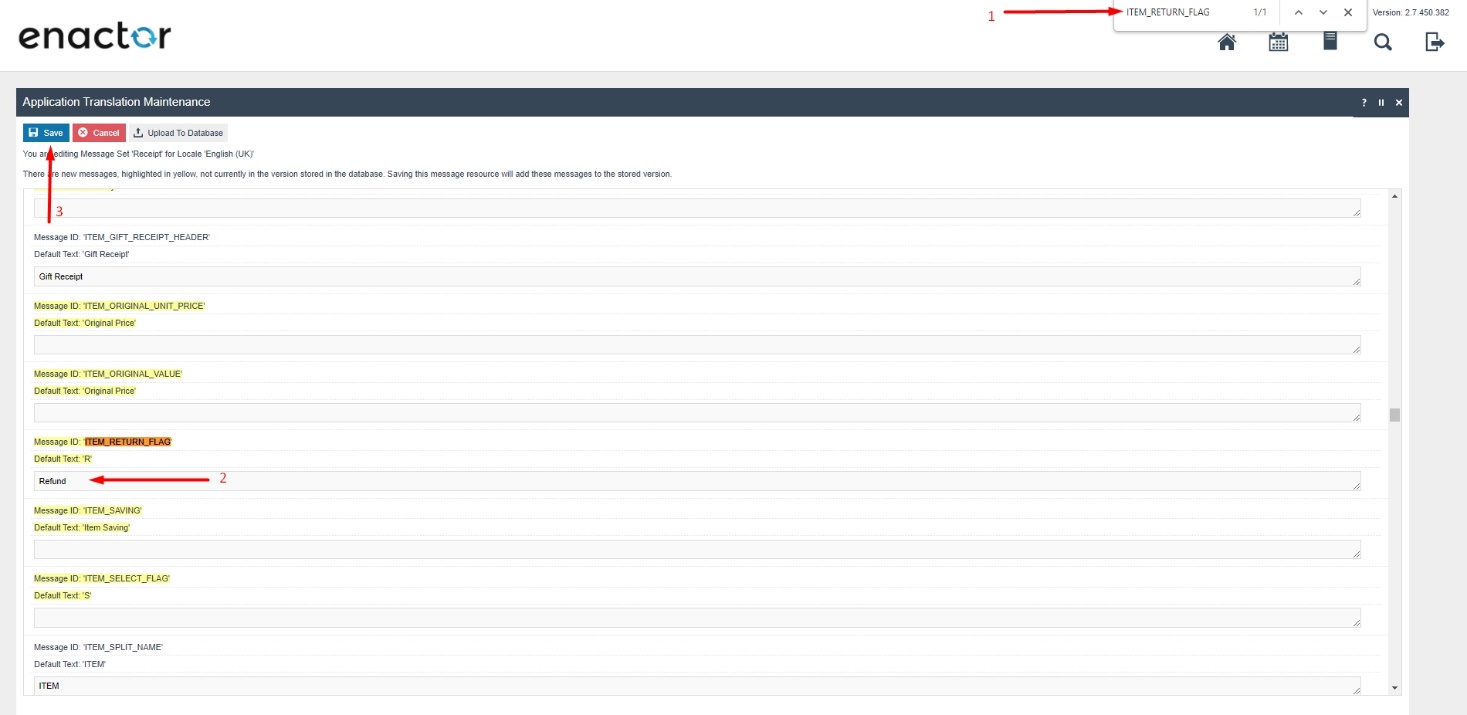 1
ITEM_RETURN_FLAG 1/1
Version: 2.7.450.382
enactor
Application Translation Maintenance
?
Save Cancel Upload To Database
You are editing Message Set 'Receipt' for Locale 'English (UK)'
There are new messages, highlighted in yellow, not currently in the version stored in the database. Saving this message resource will add these messages to the stored version.
3
Message ID: 'ITEM_GIFT_RECEIPT_HEADER'
Default Text: 'Gift Receipt'
Gift Receipt
Message ID: 'ITEM_ORIGINAL_UNIT_PRICE'
Default Text: 'Original Price'
Message ID: 'ITEM_ORIGINAL_VALUE'
Default Text: 'Original Price'
Message ID: 'ITEM_RETURN_FLAG'
Default Text: 'R'
Refund
2
Message ID: 'ITEM_SAVING'
Default Text: 'Item Saving'
Message ID: 'ITEM_SELECT_FLAG'
Default Text: 'S'
Message ID: 'ITEM_SPLIT_NAME'
Default Text: 'ITEM'
ITEM